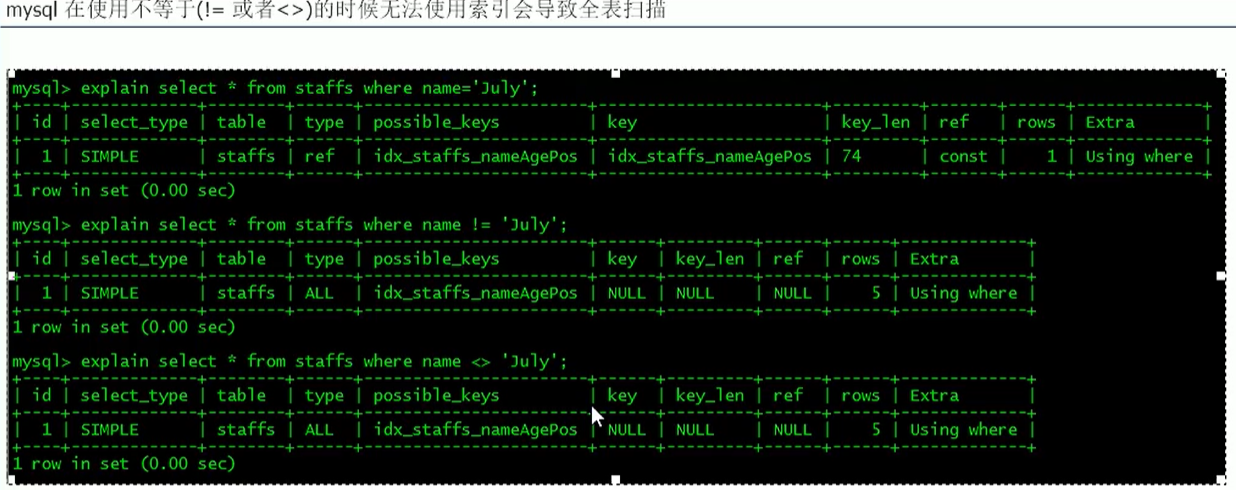 mysql 在使用不等于(!= 或者<>)的时候无法使用索引会导致全表扫描
mysql> explain select * from staffs where name='July';
+----+-------------+--------+------+-----------------------+-----------------------+---------+-------+------+-------------+
| id | select_type | table | type | possible_keys | key | key_len | ref | rows | Extra |
+----+-------------+--------+------+-----------------------+-----------------------+---------+-------+------+-------------+
| 1 | SIMPLE | staffs | ref | idx_staffs_nameAgePos | idx_staffs_nameAgePos | 74 | const | 1 | Using where |
+----+-------------+--------+------+-----------------------+-----------------------+---------+-------+------+-------------+
1 row in set (0.00 sec)
mysql> explain select * from staffs where name != 'July';
+----+-------------+--------+------+-----------------------+------+---------+------+------+-------------+
| id | select_type | table | type | possible_keys | key | key_len | ref | rows | Extra |
+----+-------------+--------+------+-----------------------+------+---------+------+------+-------------+
| 1 | SIMPLE | staffs | ALL | idx_staffs_nameAgePos | NULL | NULL | NULL | 5 | Using where |
+----+-------------+--------+------+-----------------------+------+---------+------+------+-------------+
1 row in set (0.00 sec)
mysql> explain select * from staffs where name <> 'July';
+----+-------------+--------+------+-----------------------+------+---------+------+------+-------------+
| id | select_type | table | type | possible_keys | key | key_len | ref | rows | Extra |
+----+-------------+--------+------+-----------------------+------+---------+------+------+-------------+
| 1 | SIMPLE | staffs | ALL | idx_staffs_nameAgePos | NULL | NULL | NULL | 5 | Using where |
+----+-------------+--------+------+-----------------------+------+---------+------+------+-------------+
1 row in set (0.00 sec)